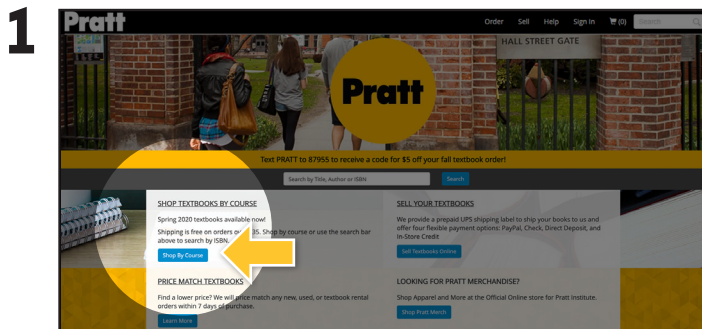 1
Pratt
Order Sell Help Sign In (0) Search
HALL STREET GATE
Pratt
Text PRATT to 87955 to receive a code for $5 off your fall textbook order!
Search by Title, Author or ISBN Search
SHOP TEXTBOOKS BY COURSE
Spring 2020 textbooks available now!
Shipping is free on orders 35. Shop by course or use the search bar
above to search by ISBN.
Shop By Course
SELL YOUR TEXTBOOKS
We provide a prepaid UPS shipping label to ship your books to us and
offer four flexible payment options: PayPal, Check, Direct Deposit, and
In-Store Credit
Sell Textbooks Online
PRICE MATCH TEXTBOOKS
Find a lower price? We will price match any new, used, or textbook rental
orders within 7 days of purchase.
Learn More
LOOKING FOR PRATT MERCHANDISE?
Shop Apparel and More at the Official Online store for Pratt Institute.
Shop Pratt Merch